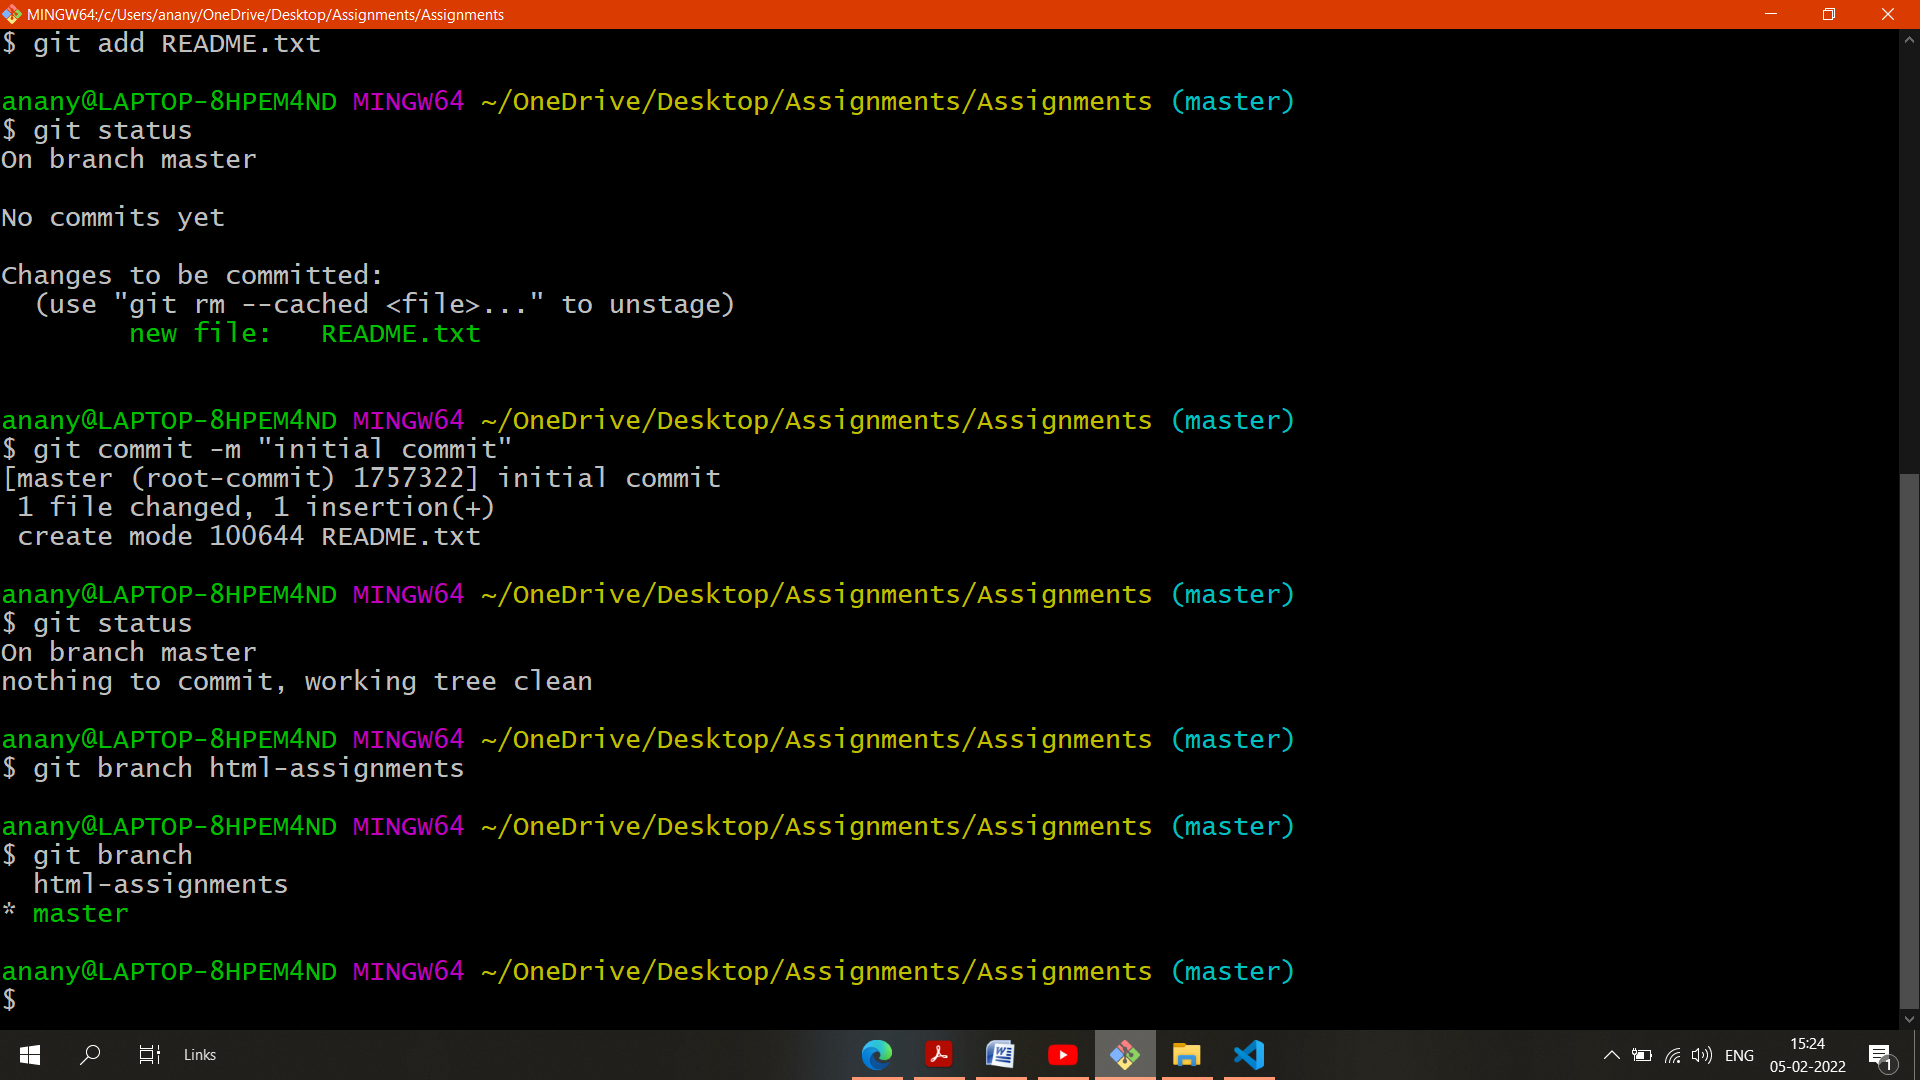 MINGW64:/c/Users/anany/OneDrive/Desktop/Assignments/Assignments
$ git add README.txt
anany@LAPTOP-8HPEM4ND MINGW64 ~/OneDrive/Desktop/Assignments/Assignments (master)
$ git status
On branch master
No commits yet
Changes to be committed:
  (use "git rm --cached <file>..." to unstage)
        new file:   README.txt
anany@LAPTOP-8HPEM4ND MINGW64 ~/OneDrive/Desktop/Assignments/Assignments (master)
$ git commit -m "initial commit"
[master (root-commit) 1757322] initial commit
 1 file changed, 1 insertion(+)
 create mode 100644 README.txt
anany@LAPTOP-8HPEM4ND MINGW64 ~/OneDrive/Desktop/Assignments/Assignments (master)
$ git status
On branch master
nothing to commit, working tree clean
anany@LAPTOP-8HPEM4ND MINGW64 ~/OneDrive/Desktop/Assignments/Assignments (master)
$ git branch html-assignments
anany@LAPTOP-8HPEM4ND MINGW64 ~/OneDrive/Desktop/Assignments/Assignments (master)
$ git branch
  html-assignments
* master
anany@LAPTOP-8HPEM4ND MINGW64 ~/OneDrive/Desktop/Assignments/Assignments (master)
$
Links
ENG
15:24
05-02-2022
1